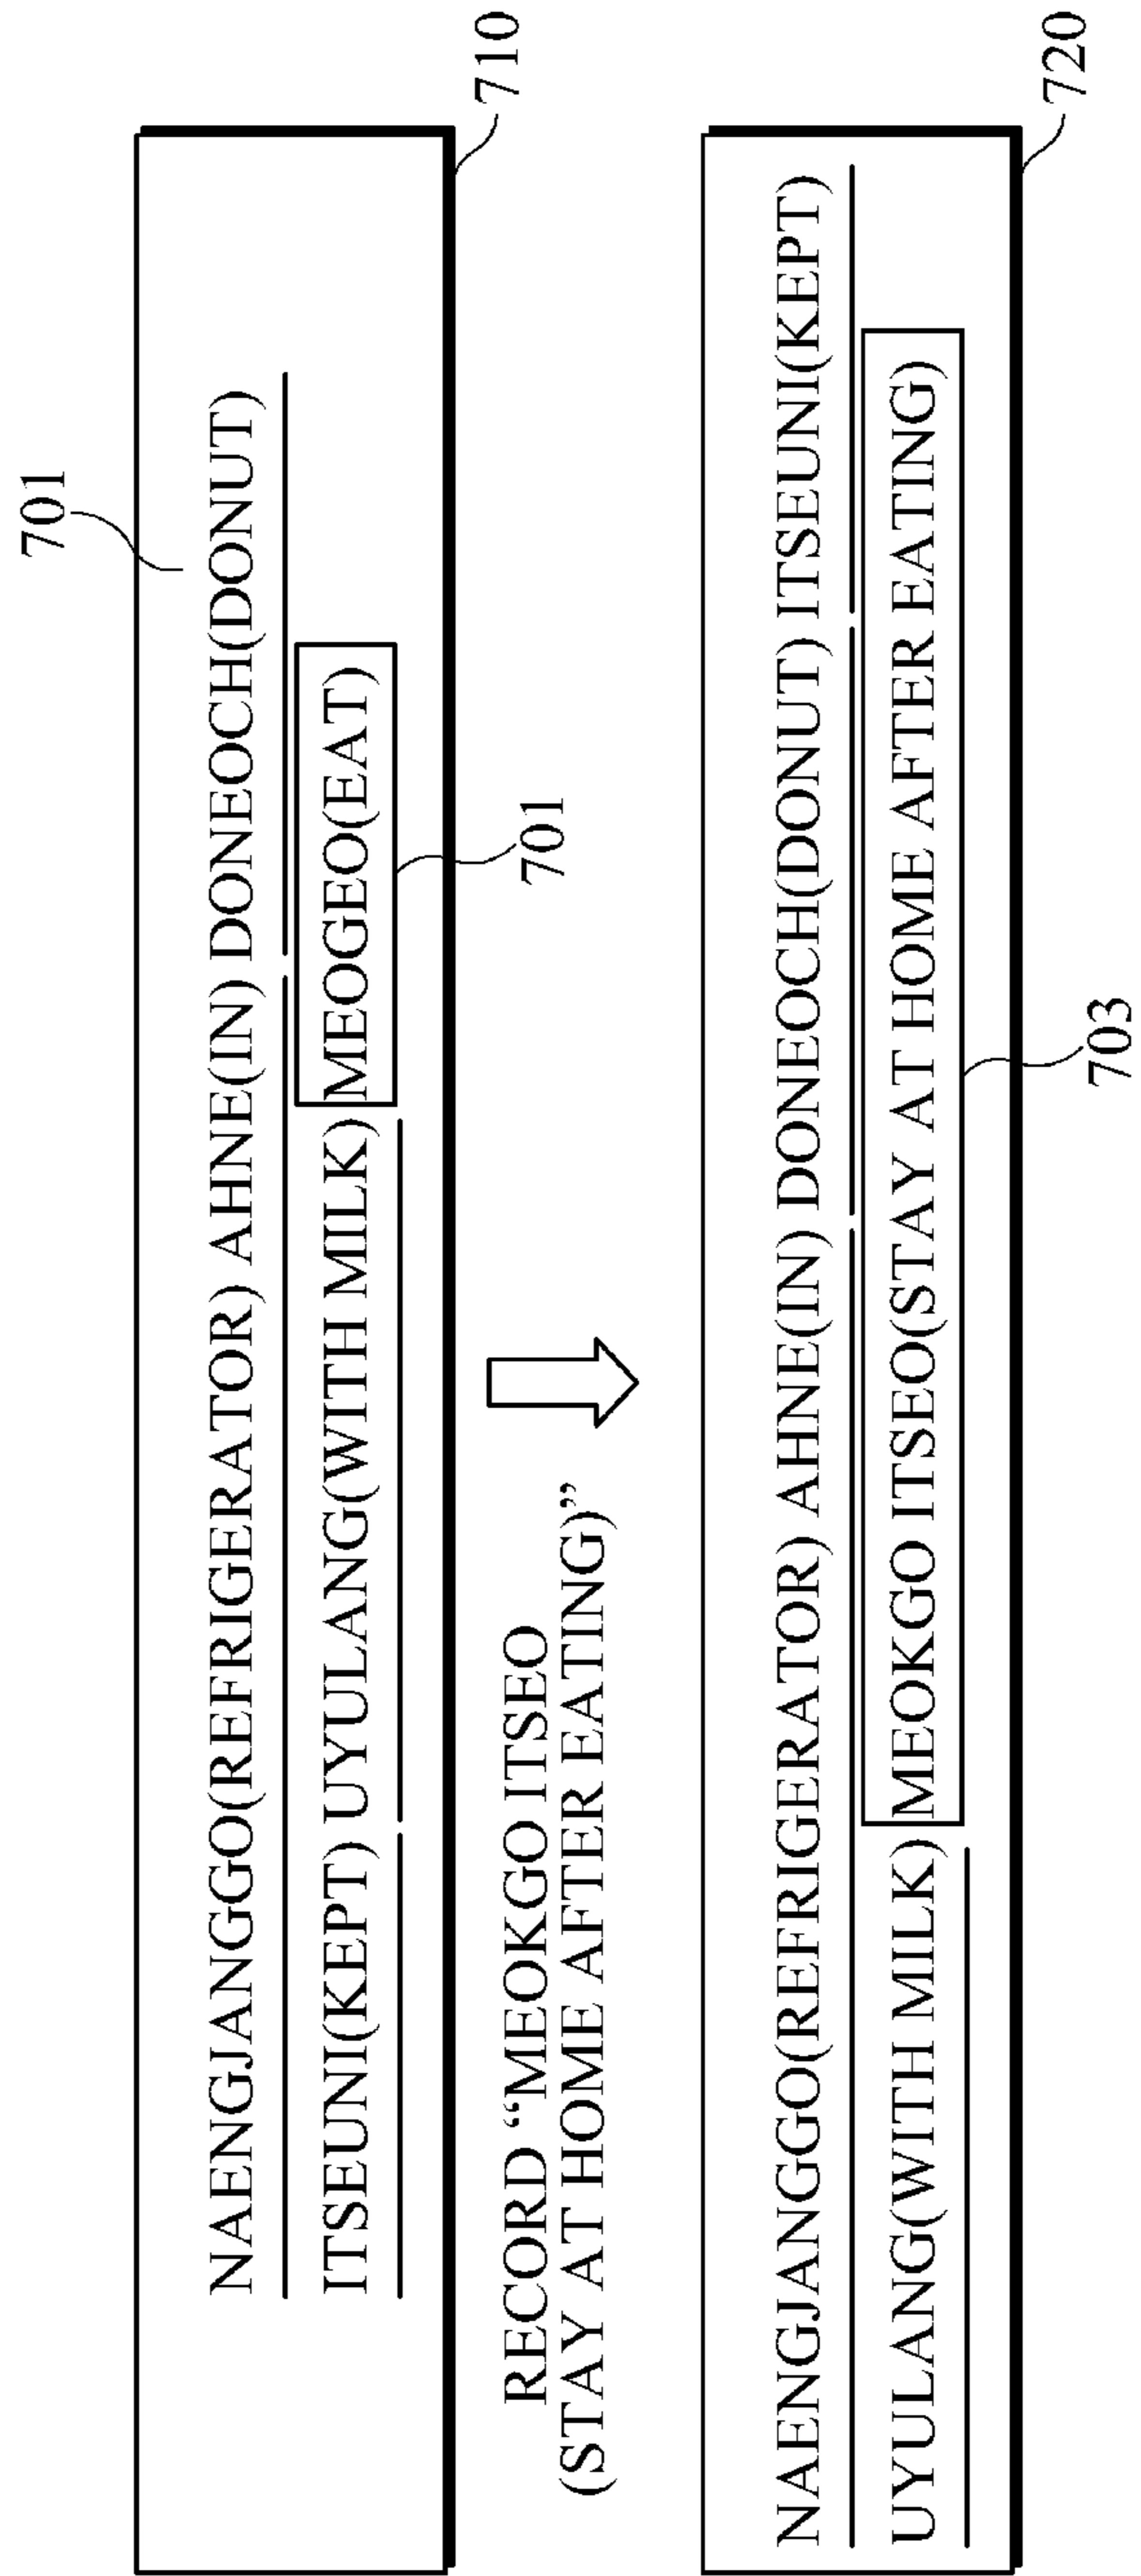 701
NAENGJANGGO(REFRIGERATOR) AHNE(IN) DONEOCH(DONUT)
ITSEUNI(KEPT) UYULANG(WITH MILK) MEOGEO(EAT)
710
701
RECORD “MEOKGO ITSEO
(STAY AT HOME AFTER EATING)”
NAENGJANGGO(REFRIGERATOR) AHNE(IN) DONEOCH(DONUT) ITSEUNI(KEPT)
UYULANG(WITH MILK) MEOKGO ITSEO(STAY AT HOME AFTER EATING)
720
703